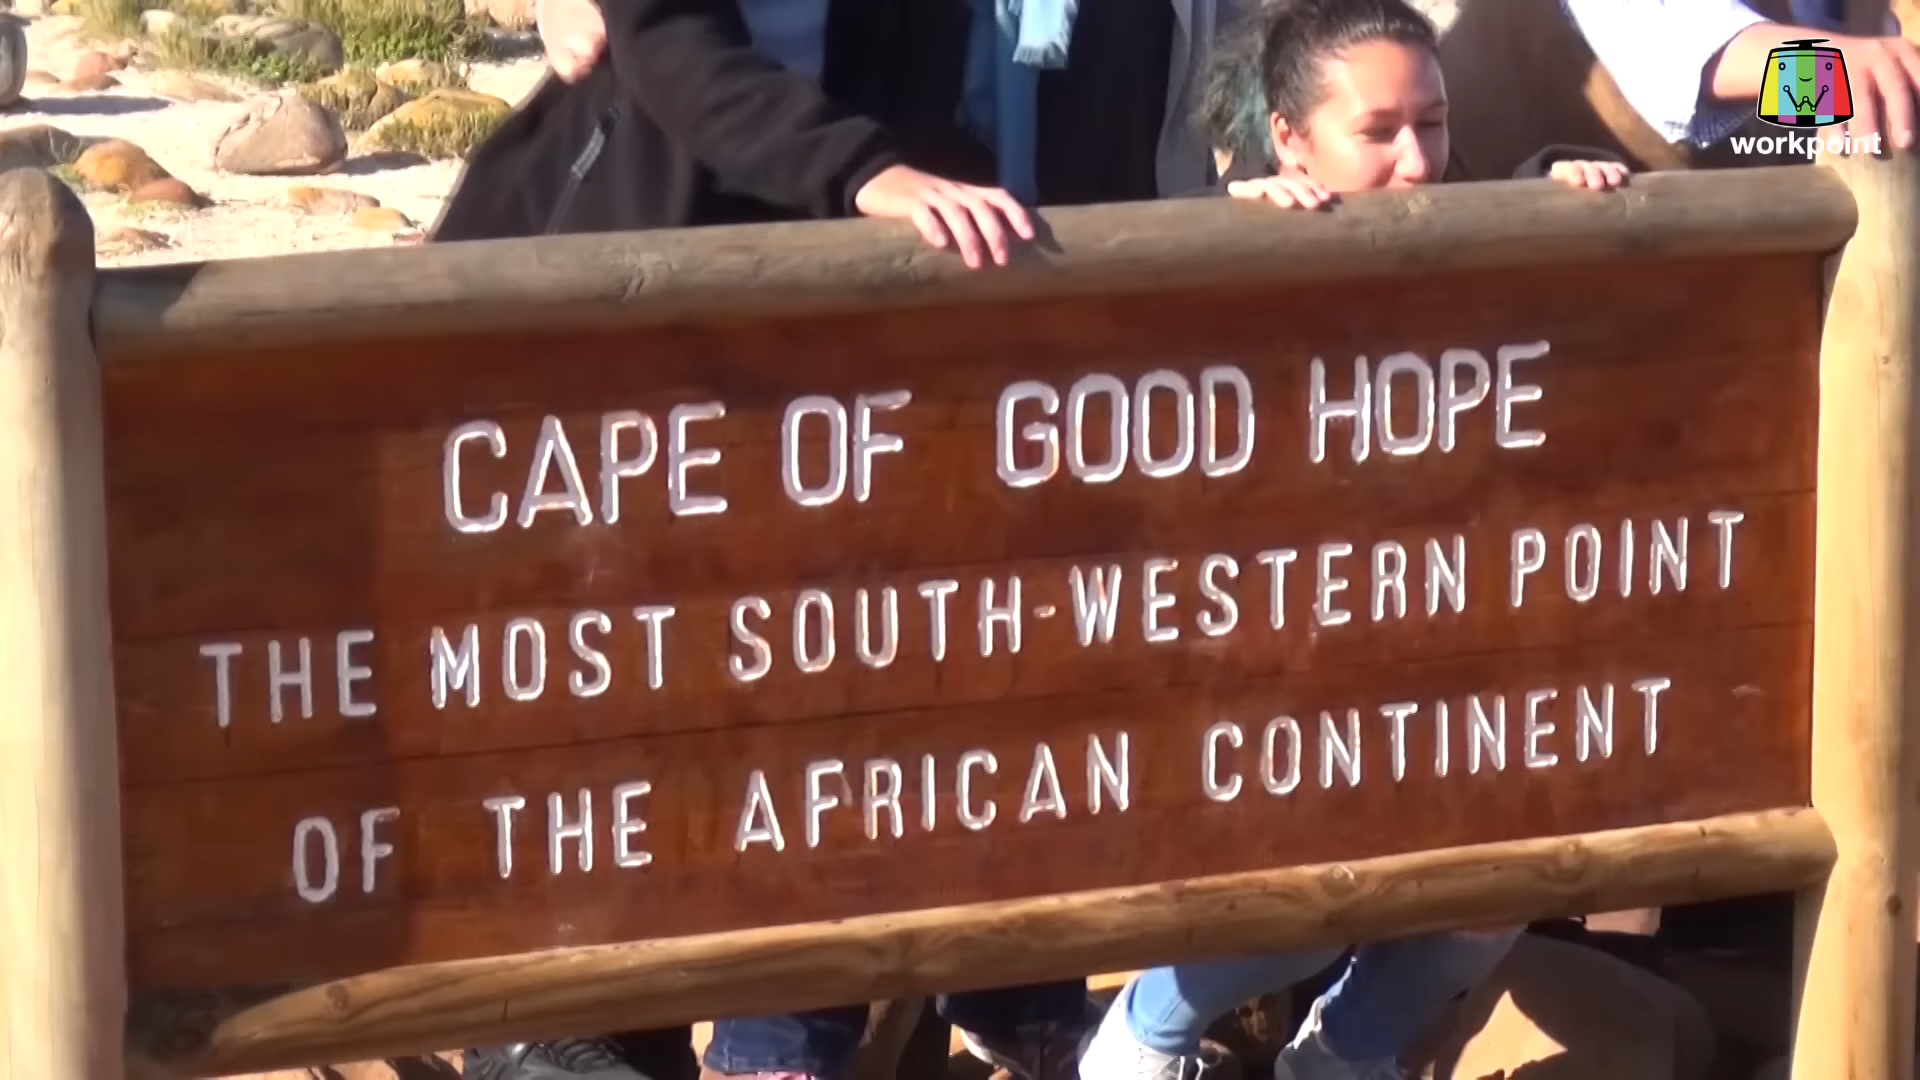 workpoint
CAPE OF GOOD HOPE
THE MOST SOUTH-WESTERN POINT
OF THE AFRICAN CONTINENT